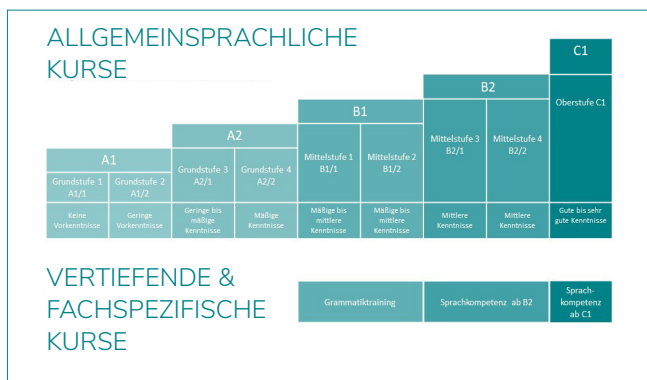 ALLGEMEINSPRACHLICHE
KURSE
C1
B2
Oberstufe C1
B1
A2
Mittelstufe 3
B2/1
Mittelstufe 4
B2/2
A1
Mittelstufe 1
B1/1
Mittelstufe 2
B1/2
Grundstufe 3
A2/1
Grundstufe 4
A2/2
Grundstufe 1
A1/1
Grundstufe 2
A1/2
Keine
Vorkenntnisse
Geringe
Vorkenntnisse
Geringe bis
mäßige
Kenntnisse
Mäßige
Kenntnisse
Mäßige bis
mittlere
Kenntnisse
Mäßige bis
mittlere
Kenntnisse
Mittlere
Kenntnisse
Mittlere
Kenntnisse
Gute bis sehr
gute Kenntnisse
VERTIEFENDE &
FACHSPEZIFISCHE
KURSE
Grammatiktraining
Sprachkompetenz ab B2
Sprach-
kompetenz
ab C1